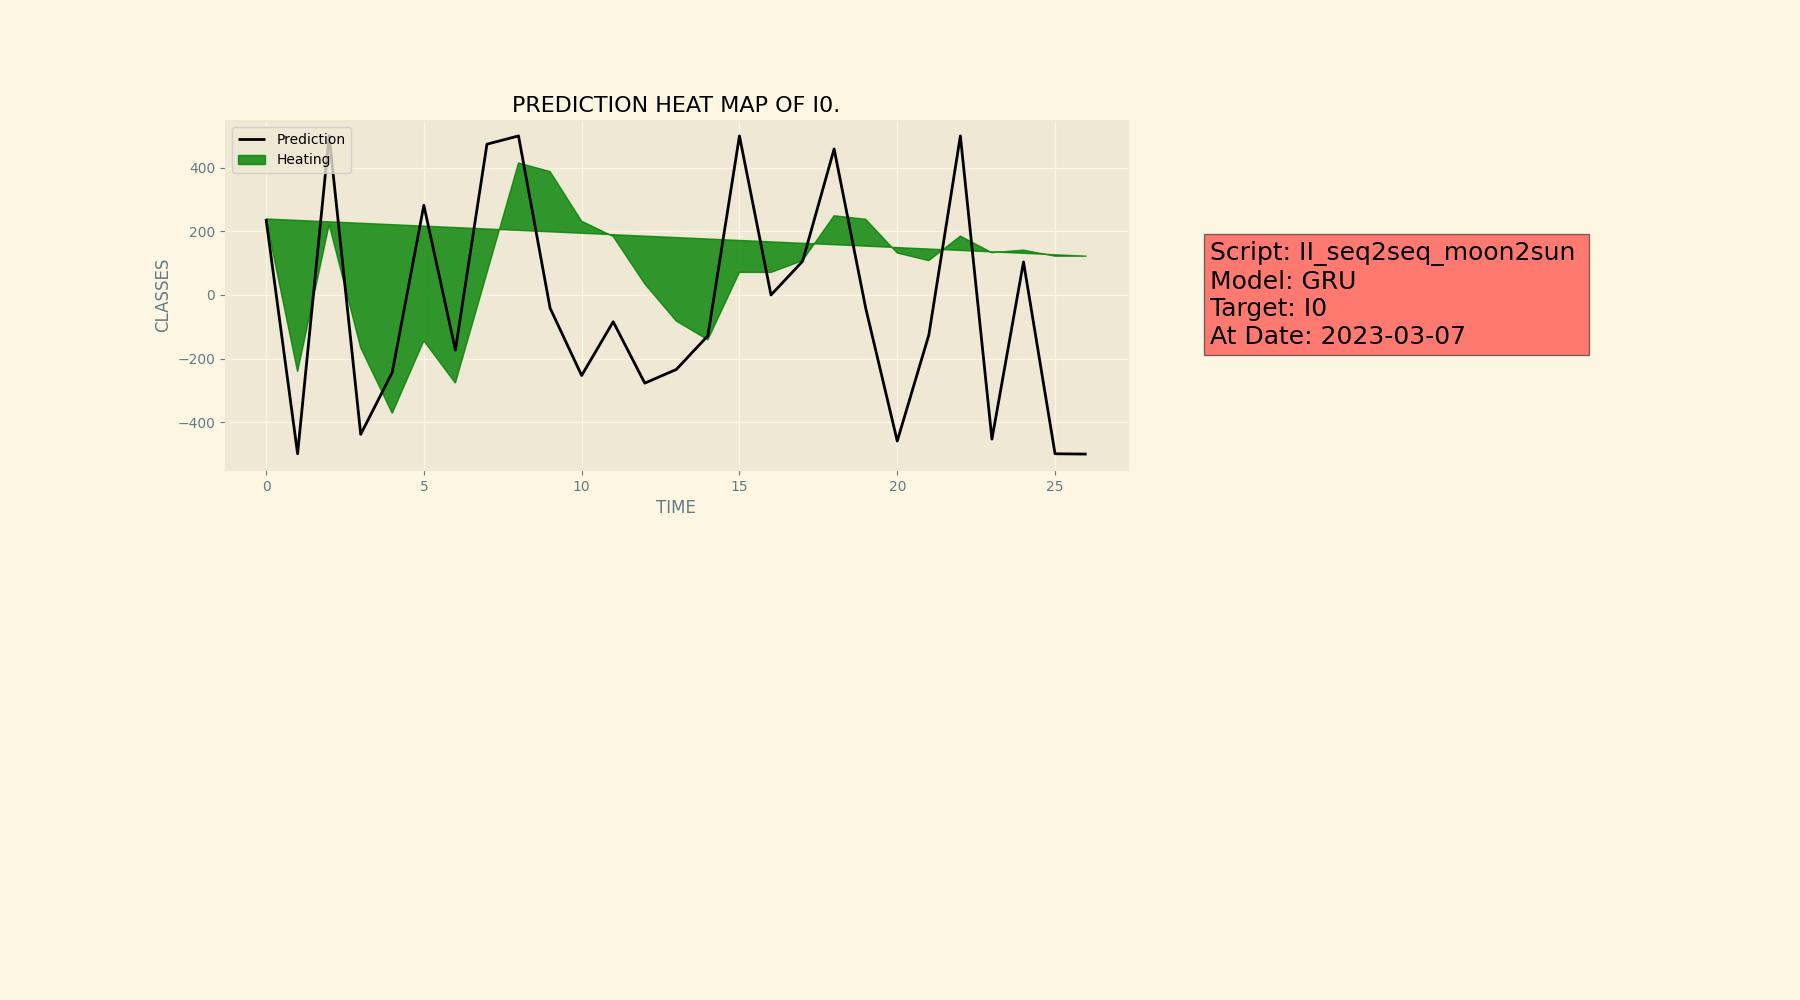 PREDICTION HEAT MAP OF I0.
Prediction
Heating
CLASSES
400
200
0
−200
−400
0 5 10 15 20 25
TIME
Script: II_seq2seq_moon2sun
Model: GRU
Target: I0
At Date: 2023-03-07